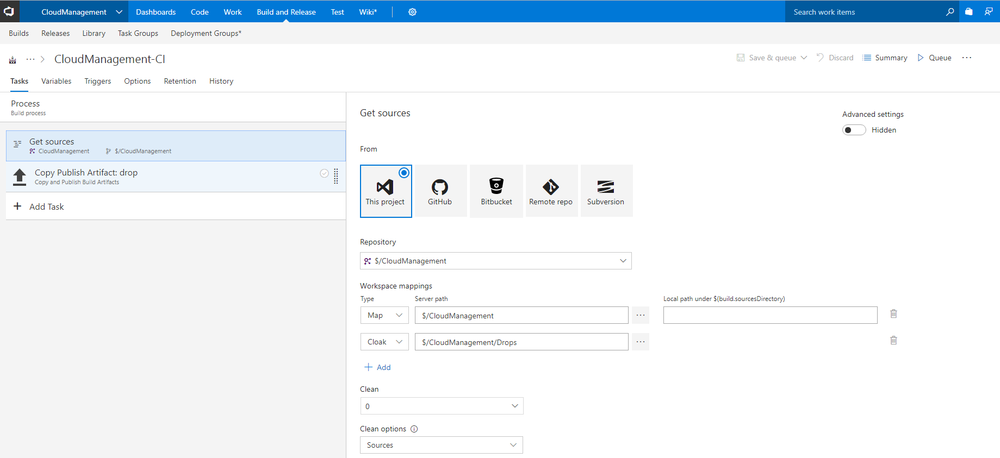 CloudManagement Dashboards Code Work Build and Release Test Wiki* Search work items
Builds Releases Library Task Groups Deployment Groups*
... > CloudManagement-CI Save & queue Discard Summary Queue ...
Tasks Variables Triggers Options Retention History
Process
Build process
Get sources
CloudManagement $/CloudManagement
Copy Publish Artifact: drop
Copy and Publish Build Artifacts
+ Add Task
Get sources
Advanced settings
Hidden
From
This project GitHub Bitbucket Remote repo Subversion
Repository
$/CloudManagement
Workspace mappings
Type Server path Local path under $(build.sourcesDirectory)
Map $/CloudManagement ...
Cloak $/CloudManagement/Drops ...
+ Add
Clean
0
Clean options
Sources